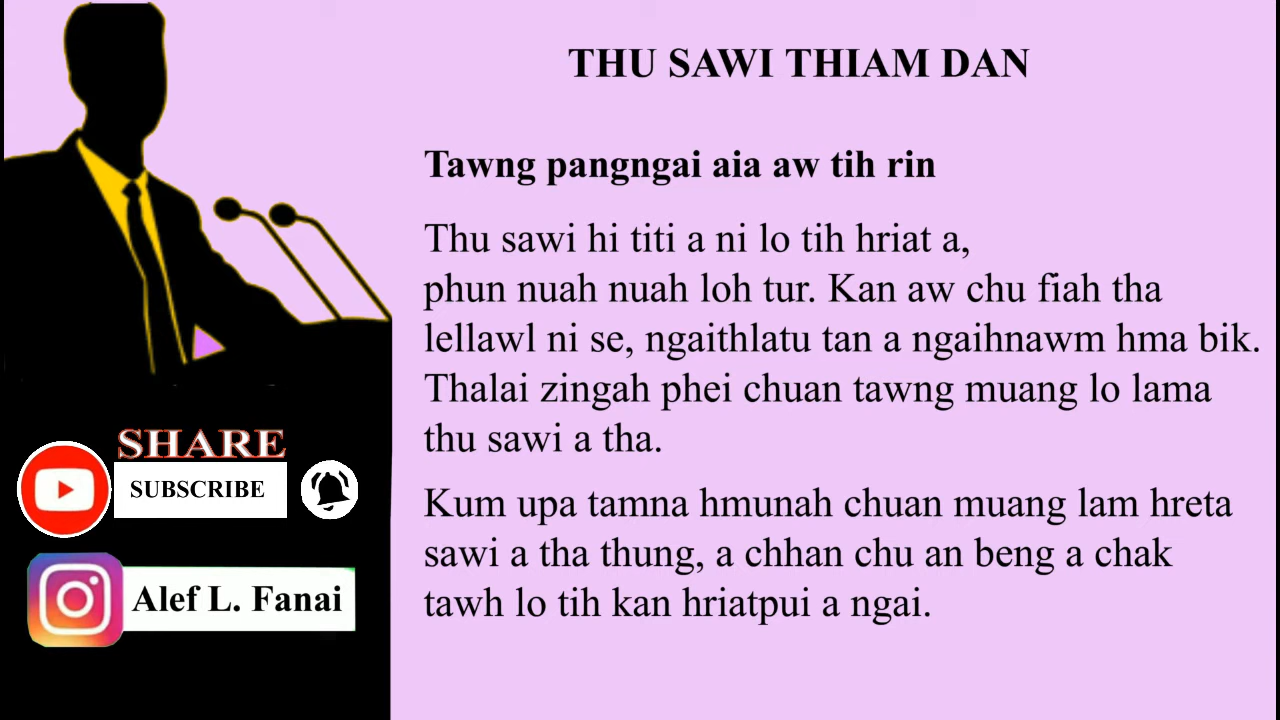 THU SAWI THIAM DAN
Tawng pangngai aia aw tih rin
Thu sawi hi titi a ni lo tih hriat a,
phun nuah nuah loh tur. Kan aw chu fiah tha
lellawl ni se, ngaithlatu tan a ngaihnawm hma bik.
Thalai zingah phei chuan tawng muang lo lama
thu sawi a tha.
Kum upa tamna hmunah chuan muang lam hreta
sawi a tha thung, a chhan chu an beng a chak
tawh lo tih kan hriatpui a ngai.
SHARE
SUBSCRIBE
Alef L. Fanai